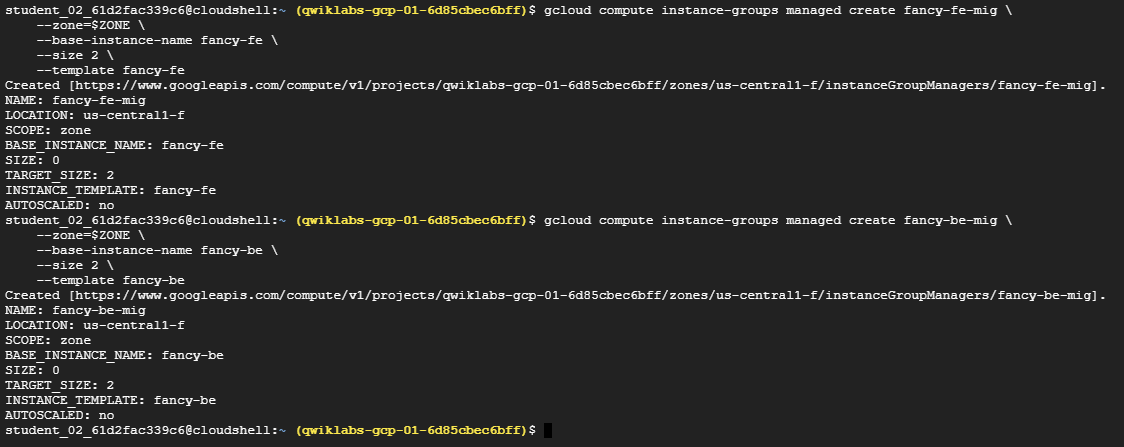 student_02_61d2fac339c6@cloudshell:~ (qwiklabs-gcp-01-6d85cbec6bff)$ gcloud compute instance-groups managed create fancy-fe-mig \
    --zone=$ZONE \
    --base-instance-name fancy-fe \
    --size 2 \
    --template fancy-fe
Created [https://www.googleapis.com/compute/v1/projects/qwiklabs-gcp-01-6d85cbec6bff/zones/us-central1-f/instanceGroupManagers/fancy-fe-mig].
NAME: fancy-fe-mig
LOCATION: us-central1-f
SCOPE: zone
BASE_INSTANCE_NAME: fancy-fe
SIZE: 0
TARGET_SIZE: 2
INSTANCE_TEMPLATE: fancy-fe
AUTOSCALED: no
student_02_61d2fac339c6@cloudshell:~ (qwiklabs-gcp-01-6d85cbec6bff)$ gcloud compute instance-groups managed create fancy-be-mig \
    --zone=$ZONE \
    --base-instance-name fancy-be \
    --size 2 \
    --template fancy-be
Created [https://www.googleapis.com/compute/v1/projects/qwiklabs-gcp-01-6d85cbec6bff/zones/us-central1-f/instanceGroupManagers/fancy-be-mig].
NAME: fancy-be-mig
LOCATION: us-central1-f
SCOPE: zone
BASE_INSTANCE_NAME: fancy-be
SIZE: 0
TARGET_SIZE: 2
INSTANCE_TEMPLATE: fancy-be
AUTOSCALED: no
student_02_61d2fac339c6@cloudshell:~ (qwiklabs-gcp-01-6d85cbec6bff)$